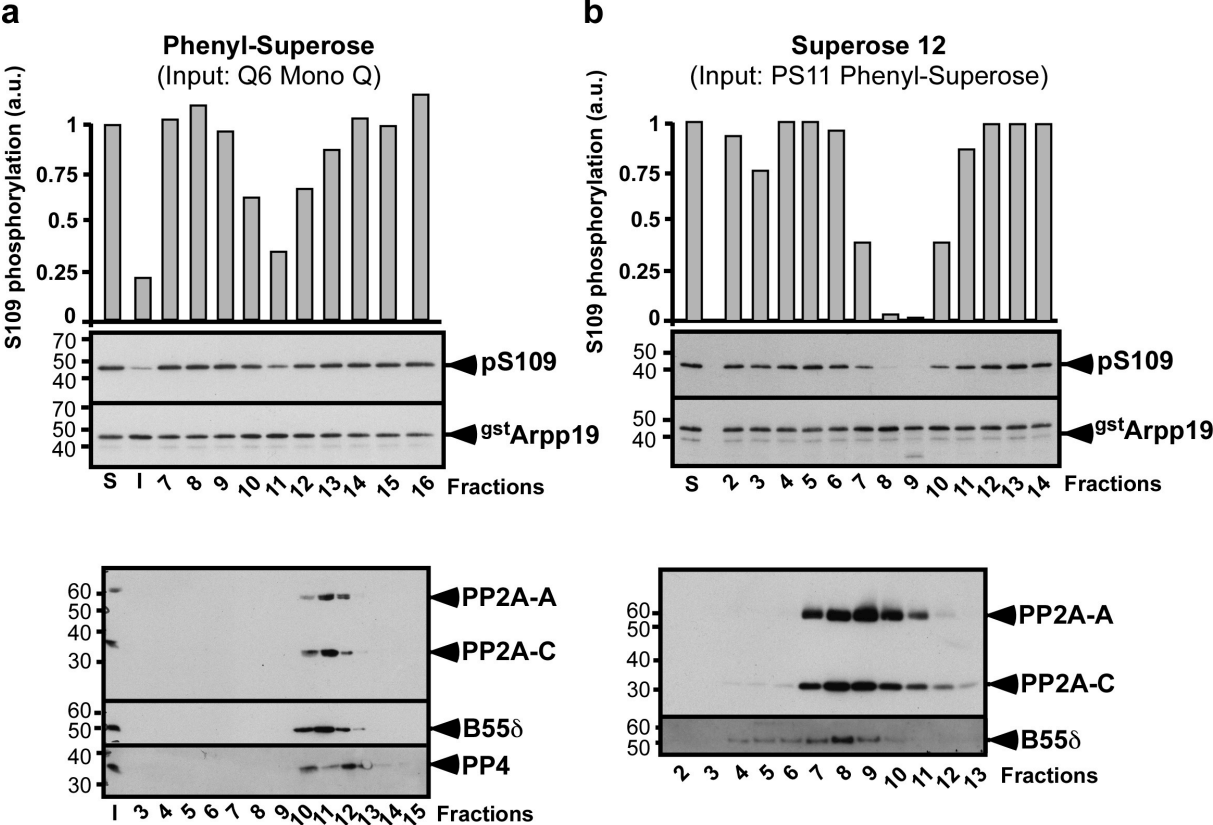 a
Phenyl-Superose
(Input: Q6 Mono Q)
S109 phosphorylation (a.u.)
1
0.75
0.5
0.25
0
70
50
40
pS109
70
50
40
gstArpp19
S I 7 8 9 10 11 12 13 14 15 16 Fractions
60
50
40
30
PP2A-A
PP2A-C
60
50
B55δ
40
30
PP4
I 3 4 5 6 7 8 9 10 11 12 13 14 15 Fractions
b
Superose 12
(Input: PS11 Phenyl-Superose)
S109 phosphorylation (a.u.)
1
0.75
0.5
0.25
0
50
40
pS109
50
40
gstArpp19
S 2 3 4 5 6 7 8 9 10 11 12 13 14 Fractions
60
50
40
30
PP2A-A
PP2A-C
60
50
B55δ
2 3 4 5 6 7 8 9 10 11 12 13 Fractions